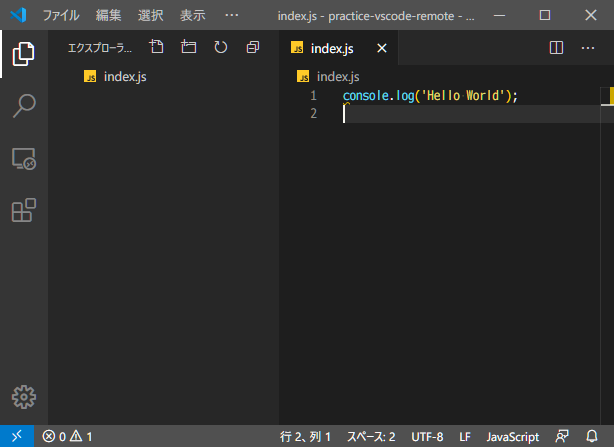 ファイル 編集 選択 表示 ··· index.js - practice-vscode-remote - ...
エクスプローラ...
index.js
index.js
JS index.js
1 console.log('Hello World');
2
0 1 行 2、列 1 スペース: 2 UTF-8 LF JavaScript